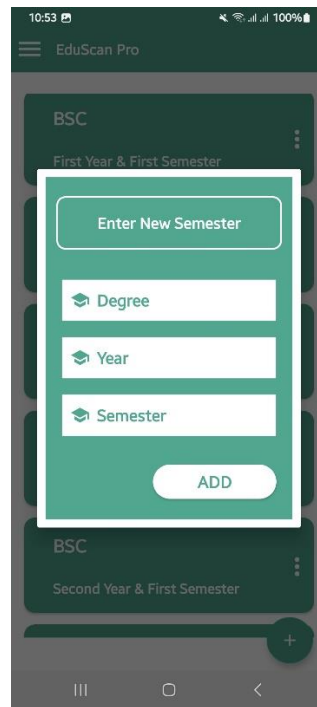 10:53
100%
EduScan Pro
BSC
First Year & First Semester
Enter New Semester
Degree
Year
Semester
ADD
BSC
Second Year & First Semester
+